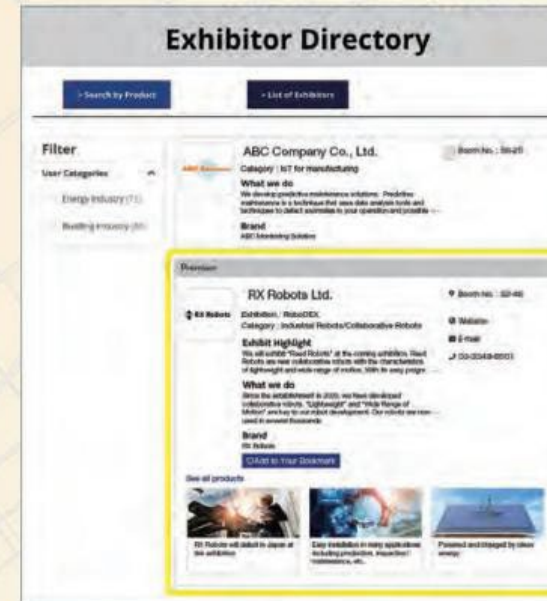 Exhibitor Directory
> Search by Product
> List of Exhibitors
Filter
User Categories
Energy Industry
Building Industry
ABC Company Co., Ltd.
Booth No. :
Category : IoT for manufacturing
What we do
We develop predictive maintenance solutions. Predictive
maintenance is a technique that uses data analysis tools and
techniques to detect anomalies in your operation and possible
Brand
ABC Monitoring Solution
Premium
RX Robots Ltd.
Booth No. : 52-48
RX Robots
Exhibition : RoboDEX
Category : Industrial Robots/Collaborative Robots
Website
E-mail
Exhibit Highlight
We will exhibit "Reed Robots" at the coming exhibition. Reed
Robots are new collaborative robots with the characteristics
of lightweight and wide range of motion. With its easy
What we do
Since the establishment in 2020, we have developed
collaborative robots. "Lightweight" and "Wide Range of
Motion" are key to our robot development. Our robots are now
used in several thousands
Brand
RX Robots
Add to Your Bookmark
See all products
RX Robots will debut in Japan at
the exhibition
Easy installation in many applications
including production, inspection/
maintenance, etc.
Powered and charged by clean
energy